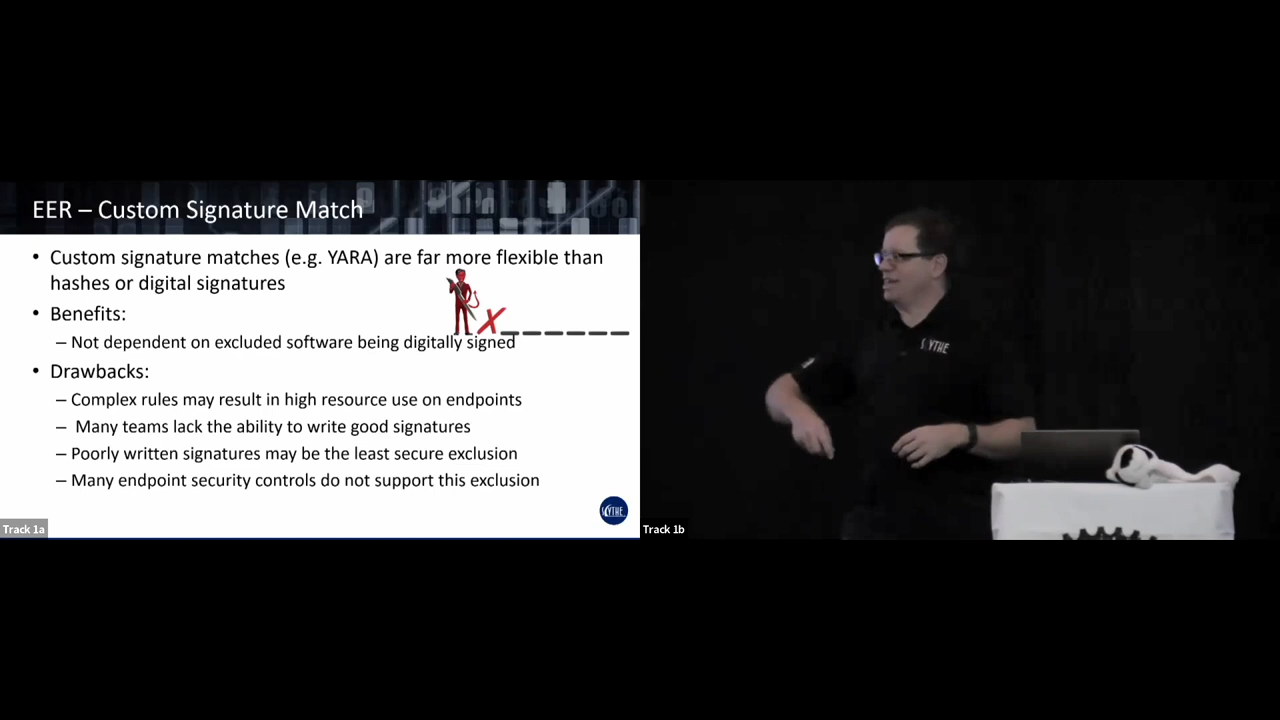 EER – Custom Signature Match
• Custom signature matches (e.g. YARA) are far more flexible than
hashes or digital signatures
• Benefits:
– Not dependent on excluded software being digitally signed
• Drawbacks:
– Complex rules may result in high resource use on endpoints
– Many teams lack the ability to write good signatures
– Poorly written signatures may be the least secure exclusion
– Many endpoint security controls do not support this exclusion
SCYTHE
Track 1a
SCYTHE
Track 1b